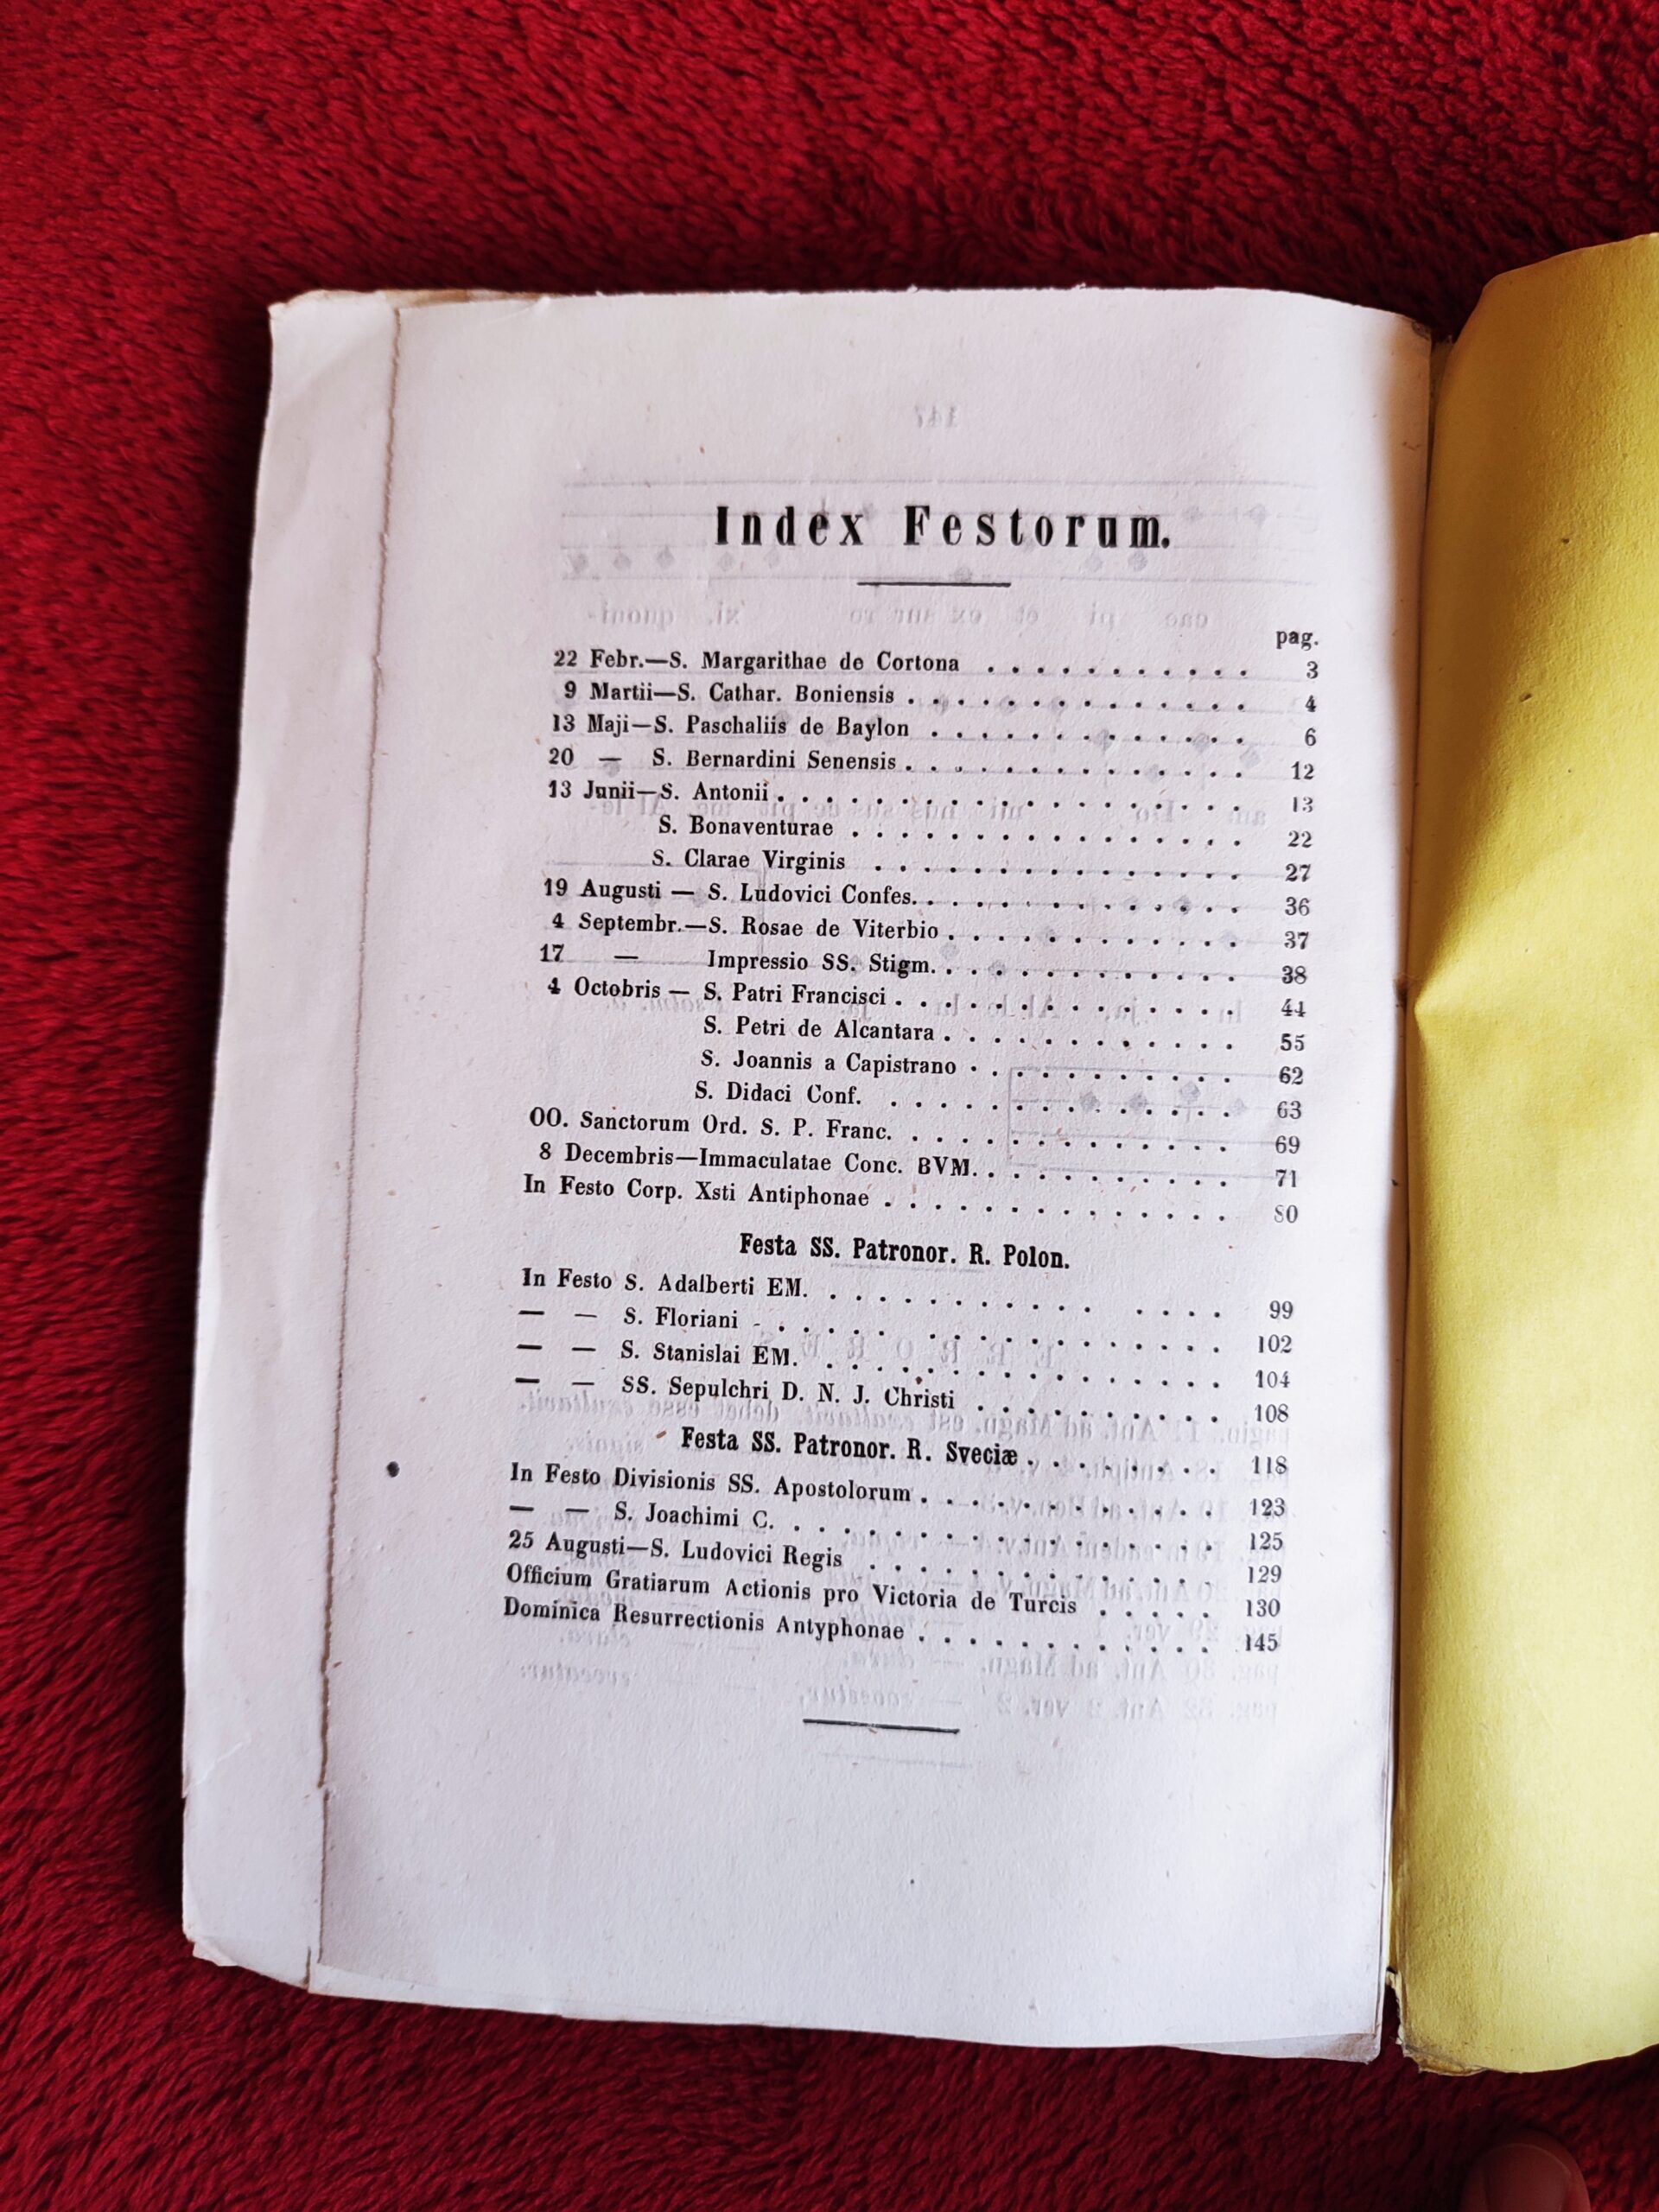 Index Festorum.
pag.
22 Febr.—S. Margarithae de Cortona . . . . . . . . . . . 3
9 Martii—S. Cathar. Boniensis . . . . . . . . . . . . . . 4
13 Maji—S. Paschaliis de Baylon . . . . . . . . . . . . . 6
20 — S. Bernardini Senensis . . . . . . . . . . . . . . 12
13 Junii—S. Antonii . . . . . . . . . . . . . . . . . . . 13
S. Bonaventurae . . . . . . . . . . . . . . . . 22
S. Clarae Virginis . . . . . . . . . . . . . . . 27
19 Augusti — S. Ludovici Confes. . . . . . . . . . . . . . 36
4 Septembr.—S. Rosae de Viterbio . . . . . . . . . . . . 37
17 — Impressio SS. Stigm. . . . . . . . . . . . . 38
4 Octobris — S. Patri Francisci . . . . . . . . . . . . . . 44
S. Petri de Alcantara . . . . . . . . . . . . 55
S. Joannis a Capistrano . . . . . . . . . . . 62
S. Didaci Conf. . . . . . . . . . . . . . . 63
OO. Sanctorum Ord. S. P. Franc. . . . . . . . . . . . . . 69
8 Decembris—Immaculatae Conc. BVM. . . . . . . . . . . 71
In Festo Corp. Xsti Antiphonae . . . . . . . . . . . . . . 80
Festa SS. Patronor. R. Polon.
In Festo S. Adalberti EM. . . . . . . . . . . . . . . . 99
— — S. Floriani . . . . . . . . . . . . . . . . . 102
— — S. Stanislai EM. . . . . . . . . . . . . . . . . 104
— — SS. Sepulchri D. N. J. Christi . . . . . . . . . . 108
Festa SS. Patronor. R. Sveciæ . . . . . . . . 118
In Festo Divisionis SS. Apostolorum . . . . . . . . . . . . 123
— — S. Joachimi C. . . . . . . . . . . . . . . . . . 125
25 Augusti—S. Ludovici Regis . . . . . . . . . . . . . . 129
Officium Gratiarum Actionis pro Victoria de Turcis . . . . . 130
Dominica Resurrectionis Antyphonae . . . . . . . . . . . . 145